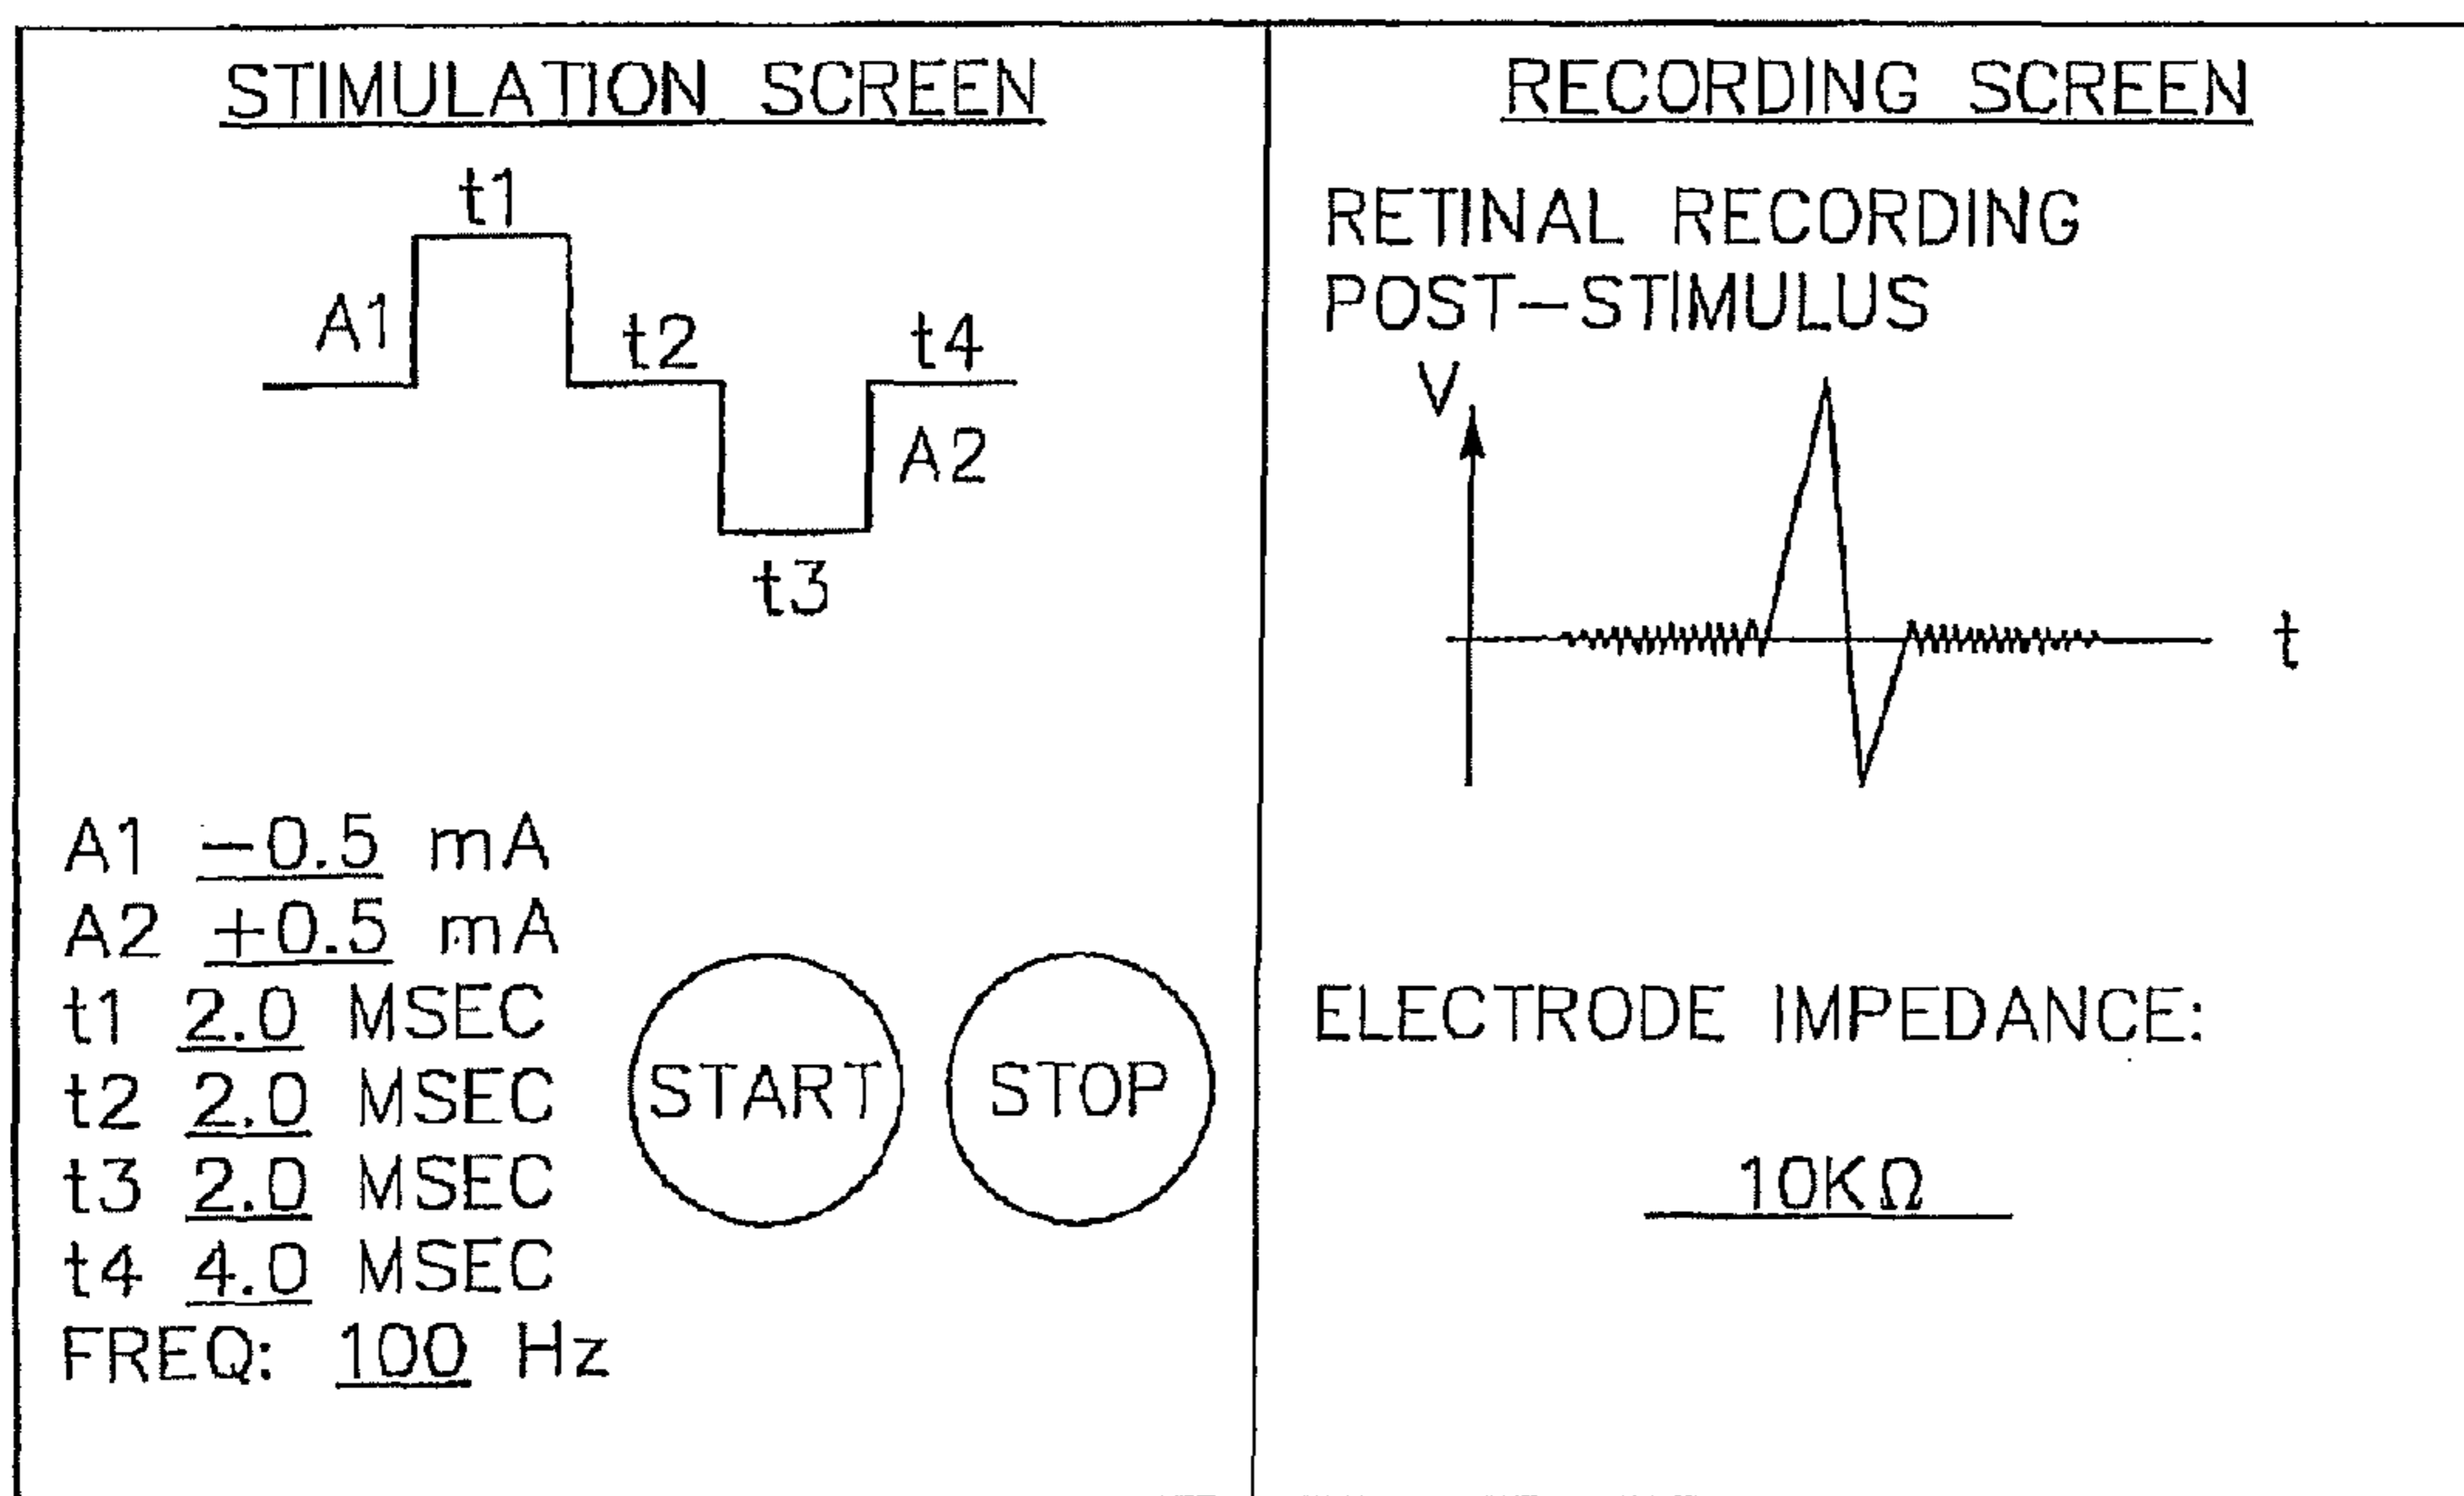 STIMULATION SCREEN
t1
A1
t2
t4
A2
t3
A1 −0.5 mA
A2 +0.5 mA
t1 2.0 MSEC
t2 2.0 MSEC
t3 2.0 MSEC
t4 4.0 MSEC
FREQ: 100 Hz
START
STOP
RECORDING SCREEN
RETINAL RECORDING
POST−STIMULUS
V
t
ELECTRODE IMPEDANCE:
10KΩ